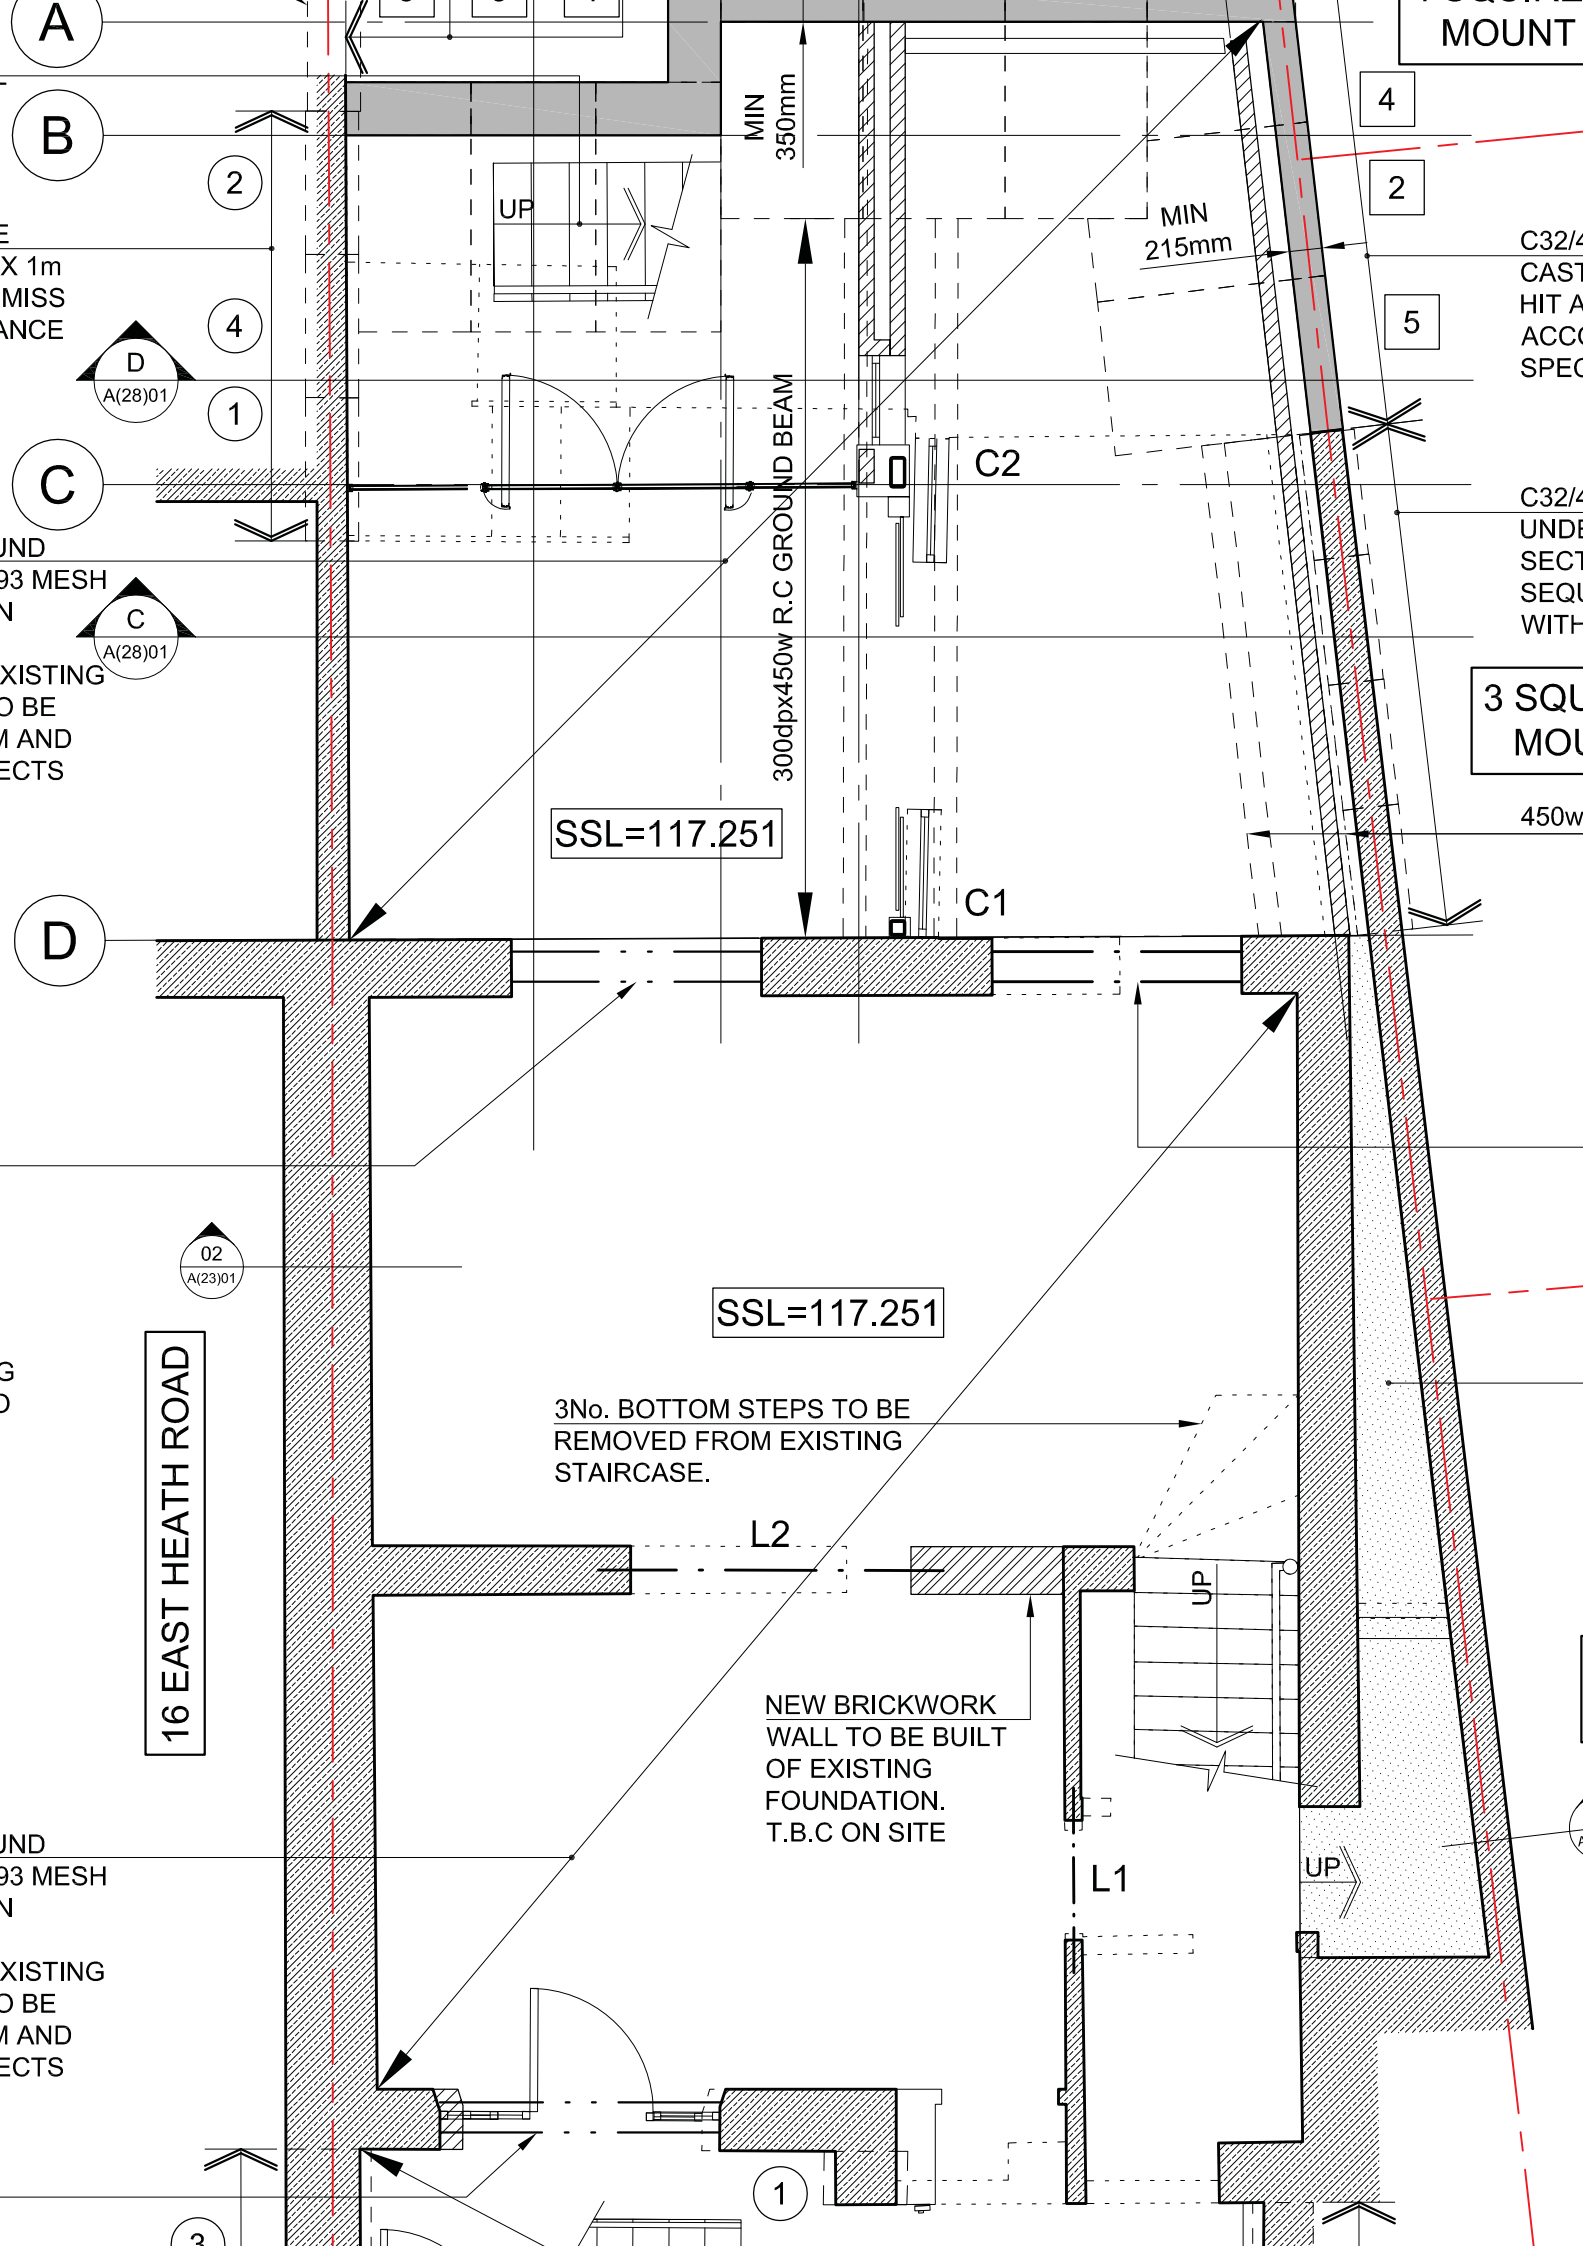 A
MOUNT
B
4
2
MIN
350mm
UP
2
MIN
215mm
E
X 1m
MISS
ANCE
4
D
A(28)01
1
5
C32/4
CAST
HIT A
ACCO
SPEC
C
C2
300dpx450w R.C GROUND BEAM
UND
93 MESH
N
C
A(28)01
XISTING
O BE
M AND
ECTS
C32/4
UNDE
SECT
SEQU
WITH
3 SQU
MOU
450w
SSL=117.251
C1
D
02
A(23)01
SSL=117.251
16 EAST HEATH ROAD
G
O
3No. BOTTOM STEPS TO BE
REMOVED FROM EXISTING
STAIRCASE.
L2
UP
NEW BRICKWORK
WALL TO BE BUILT
OF EXISTING
FOUNDATION.
T.B.C ON SITE
UND
93 MESH
N
L1
UP
XISTING
O BE
M AND
ECTS
1
3